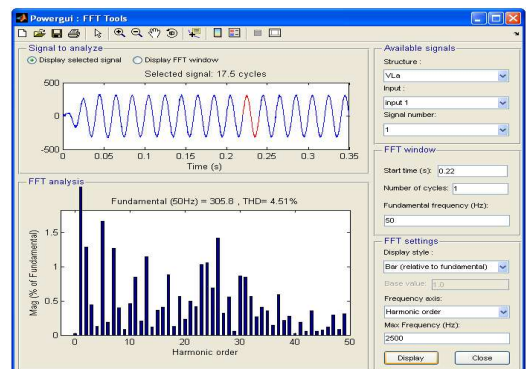 Powergui : FFT Tools
Signal to analyze
Display selected signal
Display FFT window
Selected signal: 17.5 cycles
500
0
-500
0
0.05
0.1
0.15
0.2
0.25
0.3
0.35
Time (s)
FFT analysis
Fundamental (50Hz) = 305.8 , THD= 4.51%
Mag (% of Fundamental)
1.5
1
0.5
0
0
10
20
30
40
50
Harmonic order
Available signals
Structure :
VLa
Input :
input 1
Signal number:
1
FFT window
Start time (s): 0.22
Number of cycles: 1
Fundamental frequency (Hz):
50
FFT settings
Display style :
Bar (relative to fundamental)
Base value: 1.0
Frequency axis:
Harmonic order
Max Frequency (Hz):
2500
Display
Close